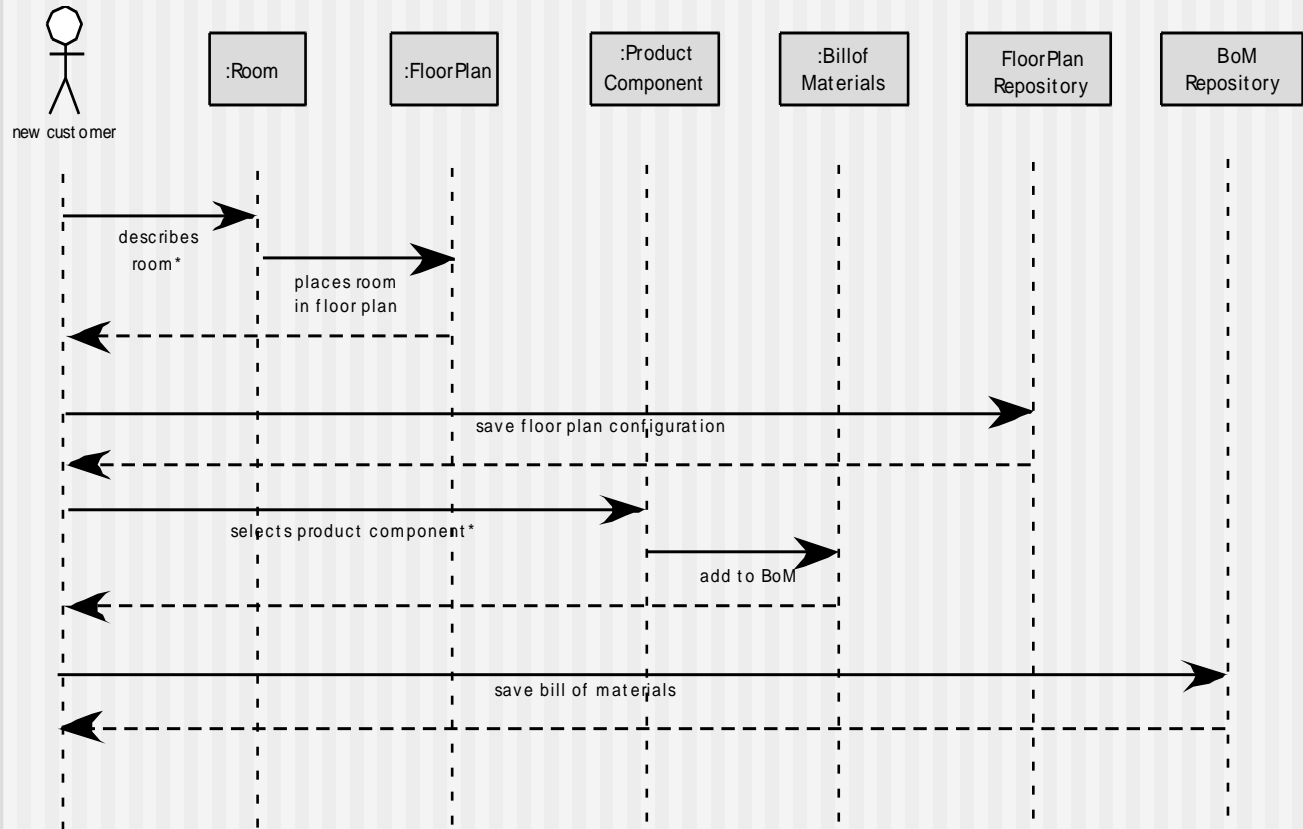 :Room
:FloorPlan
:Product
Component
:Billof
Materials
FloorPlan
Repository
BoM
Repository
new customer
describes
room*
places room
in floor plan
save floor plan configuration
selects product component*
add to BoM
save bill of materials